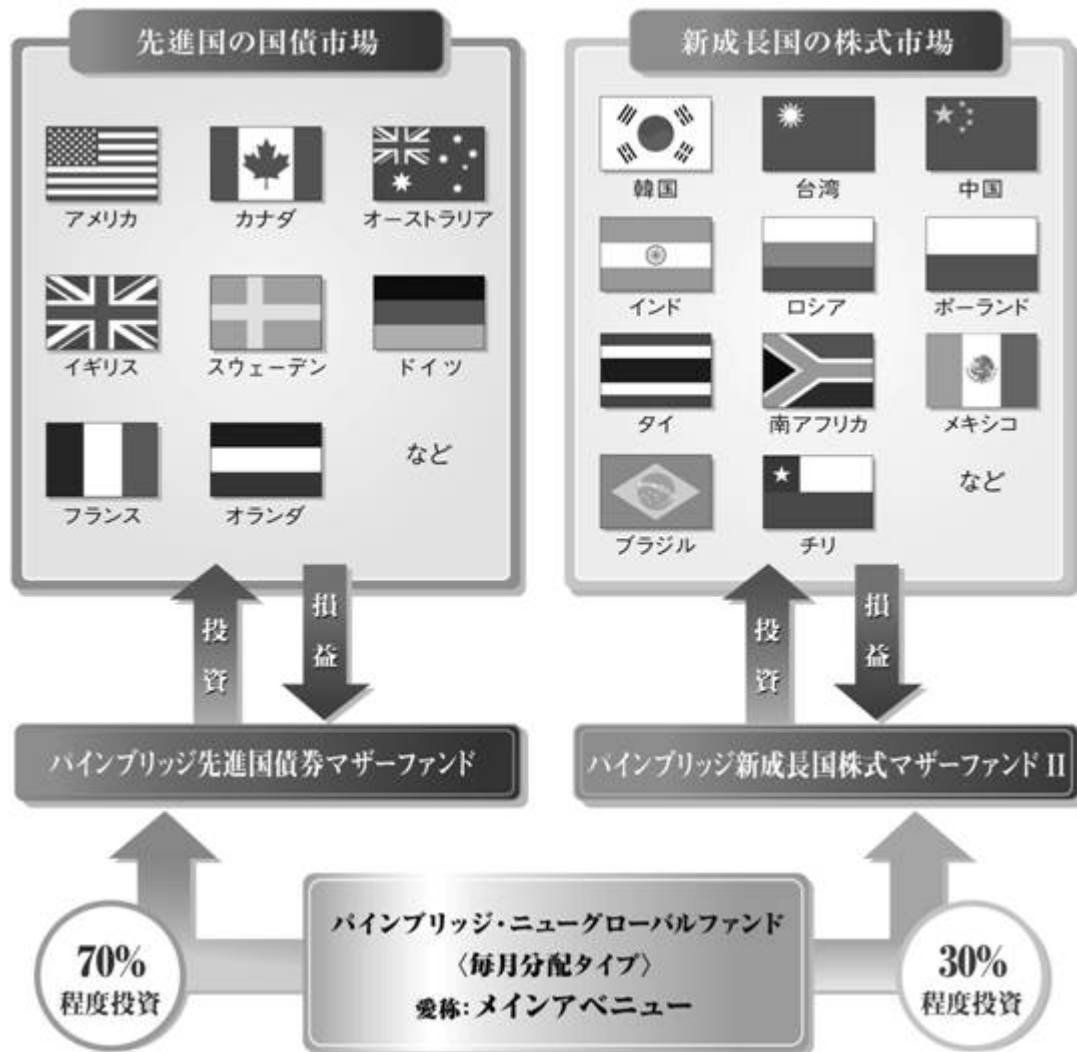 先進国の国債市場
アメリカ
カナダ
オーストラリア
イギリス
スウェーデン
ドイツ
フランス
オランダ
など
新成長国の株式市場
韓国
台湾
中国
インド
ロシア
ポーランド
タイ
南アフリカ
メキシコ
ブラジル
チリ
など
投資
損益
投資
損益
パインブリッジ先進国債券マザーファンド
パインブリッジ新成長国株式マザーファンド II
70%
程度投資
パインブリッジ・ニューグローバルファンド
〈毎月分配タイプ〉
愛称:メインアベニュー
30%
程度投資